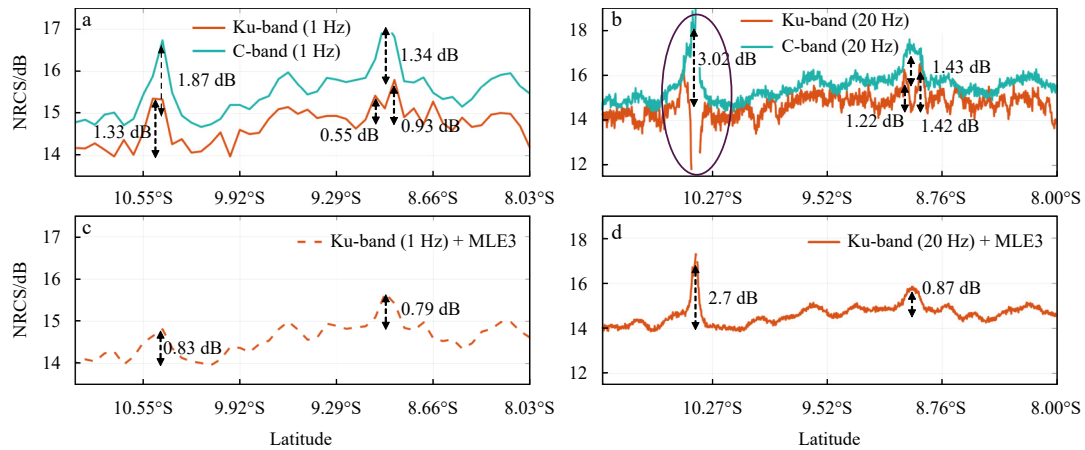 a
Ku-band (1 Hz)
C-band (1 Hz)
17
16
15
14
NRCS/dB
1.87 dB
1.33 dB
1.34 dB
0.55 dB
0.93 dB
10.55°S
9.92°S
9.29°S
8.66°S
8.03°S
b
Ku-band (20 Hz)
C-band (20 Hz)
18
16
14
12
3.02 dB
1.43 dB
1.22 dB
1.42 dB
10.27°S
9.52°S
8.76°S
8.00°S
c
Ku-band (1 Hz) + MLE3
17
16
15
14
NRCS/dB
0.83 dB
0.79 dB
10.55°S
9.92°S
9.29°S
8.66°S
8.03°S
Latitude
d
Ku-band (20 Hz) + MLE3
18
16
14
12
2.7 dB
0.87 dB
10.27°S
9.52°S
8.76°S
8.00°S
Latitude